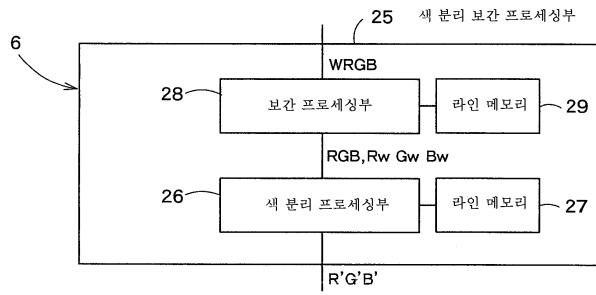 25 색 분리 보간 프로세싱부
6
WRGB
28 보간 프로세싱부 라인 메모리 29
RGB, Rw Gw Bw
26 색 분리 프로세싱부 라인 메모리 27
R'G'B'